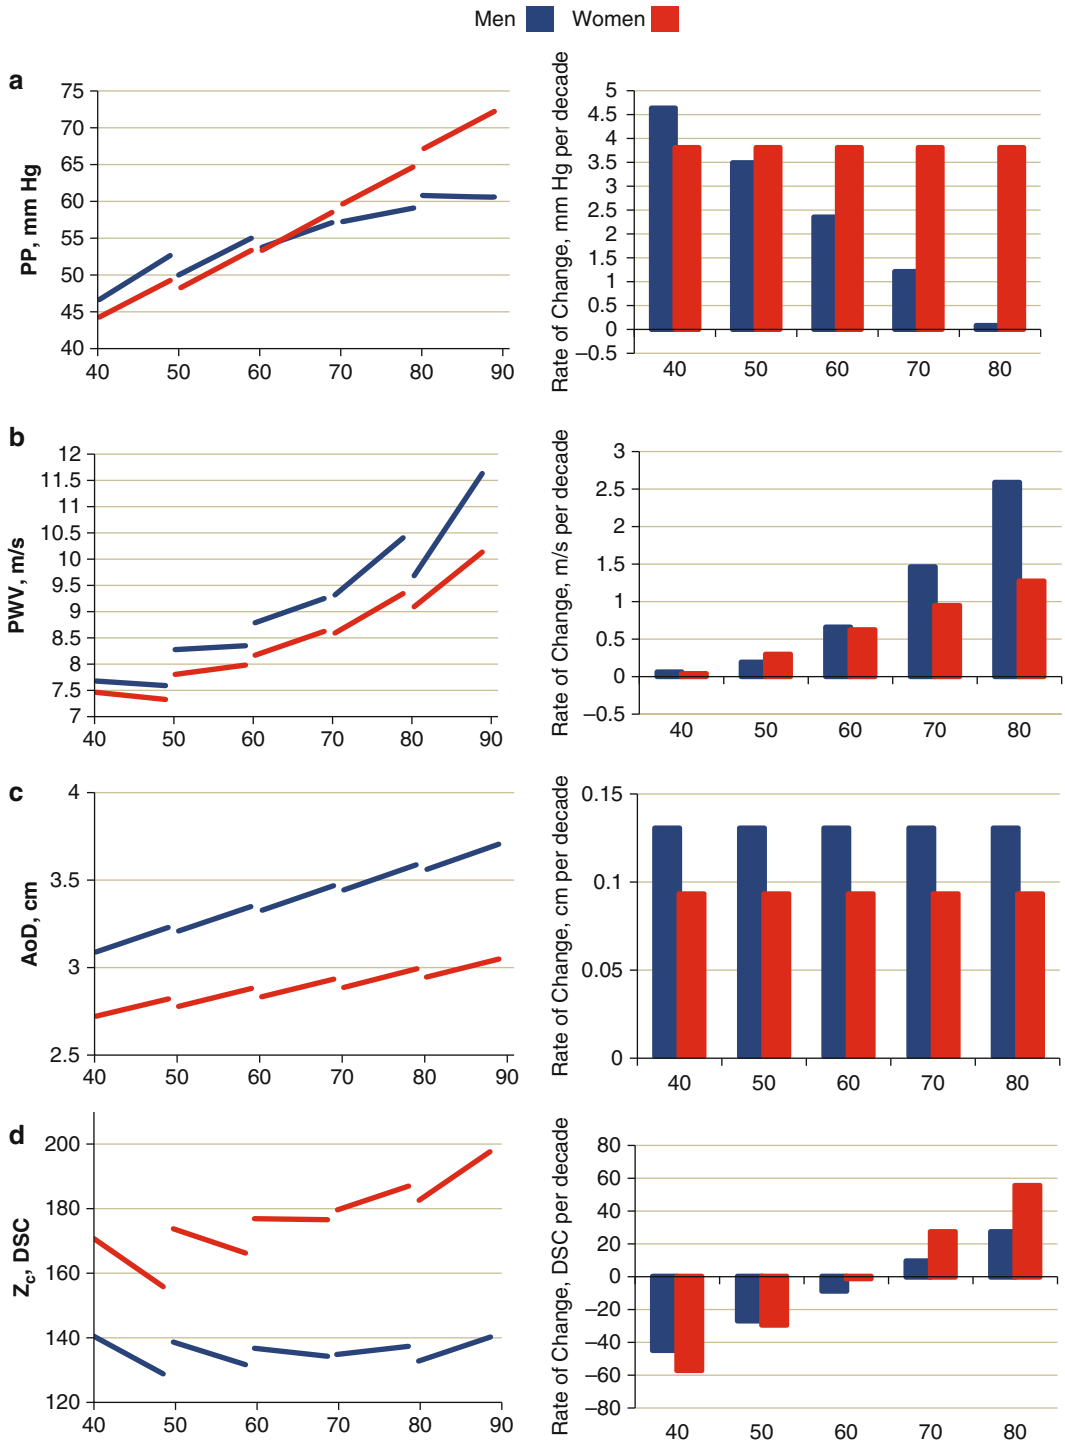 Men Women
a
PP, mm Hg
75
70
65
60
55
50
45
40
40 50 60 70 80 90
Rate of Change, mm Hg per decade
5
4.5
4
3.5
3
2.5
2
1.5
1
0.5
0
–0.5
40 50 60 70 80
b
PWV, m/s
12
11.5
11
10.5
10
9.5
9
8.5
8
7.5
7
40 50 60 70 80 90
Rate of Change, m/s per decade
3
2.5
2
1.5
1
0.5
0
–0.5
40 50 60 70 80
c
AoD, cm
4
3.5
3
2.5
40 50 60 70 80 90
Rate of Change, cm per decade
0.15
0.1
0.05
0
40 50 60 70 80
d
Zc, DSC
200
180
160
140
120
40 50 60 70 80 90
Rate of Change, DSC per decade
80
60
40
20
0
–20
–40
–60
–80
40 50 60 70 80